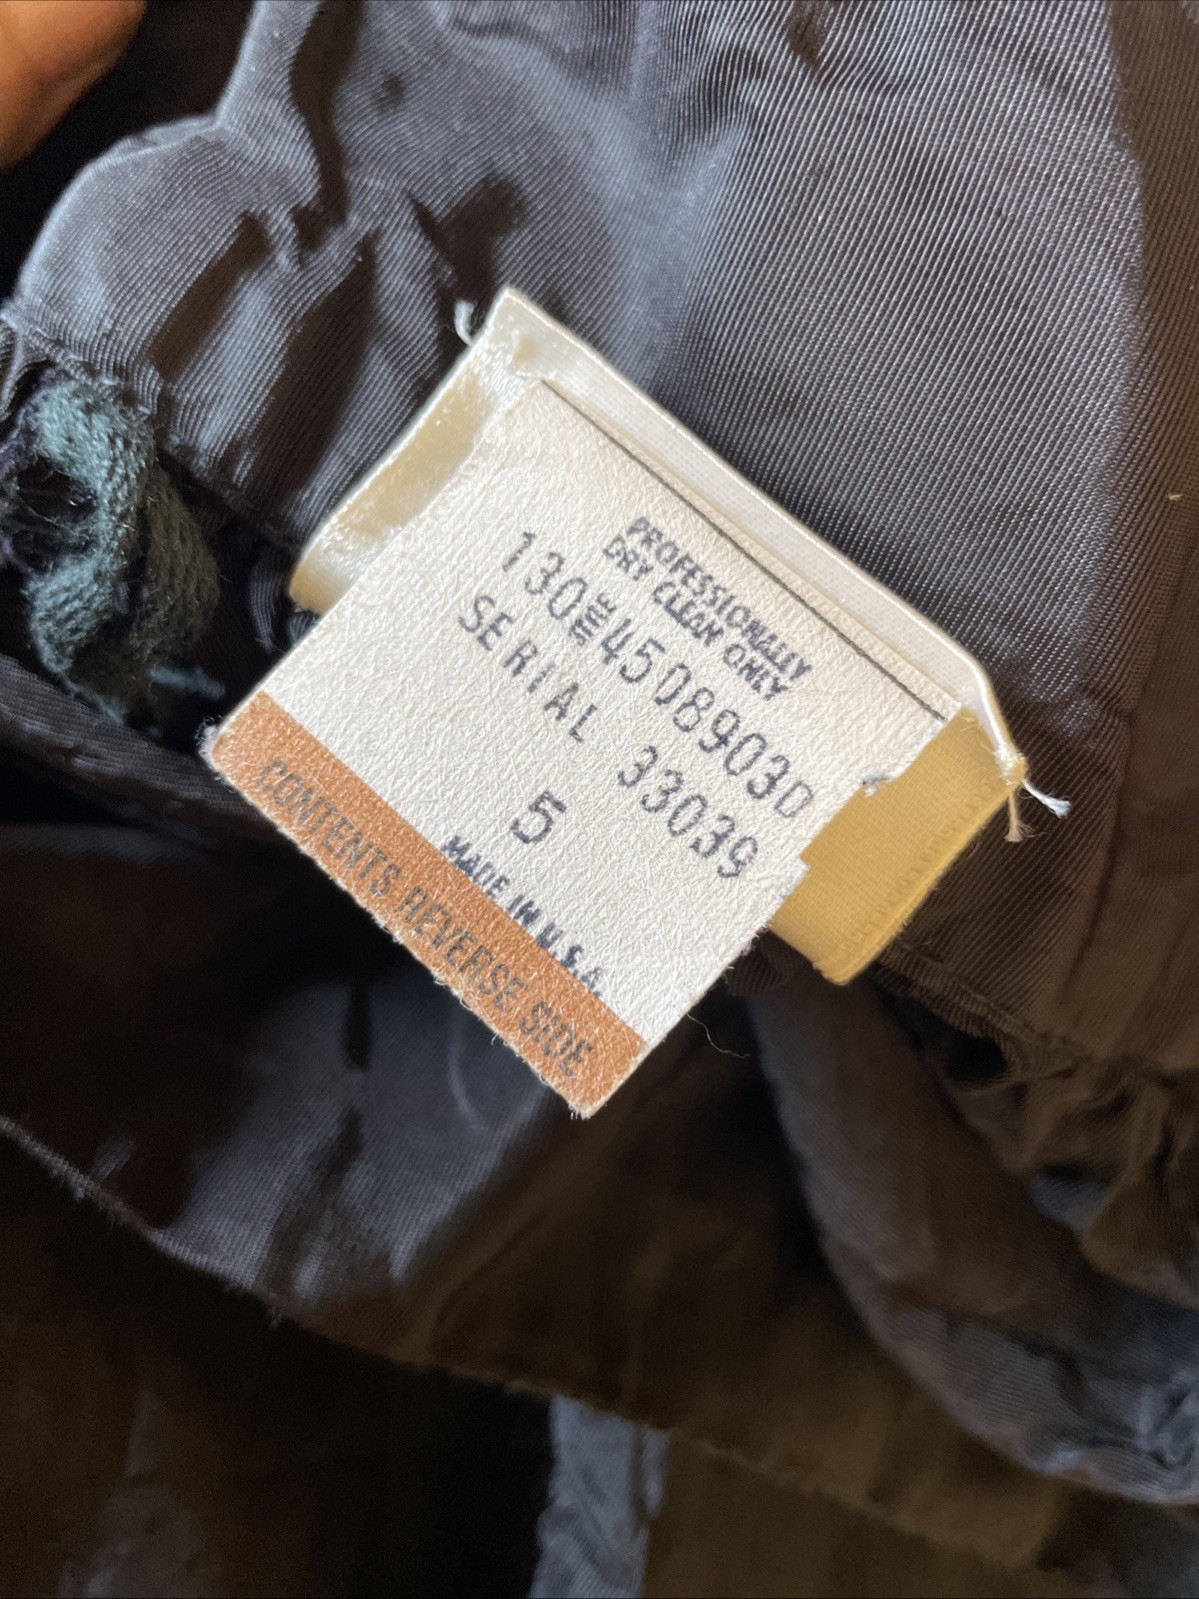 PROFESSIONALLY
DRY CLEAN ONLY
130 4508903D
SERIAL 33039
5
MADE IN U.S.A.
CONTENTS REVERSE SIDE